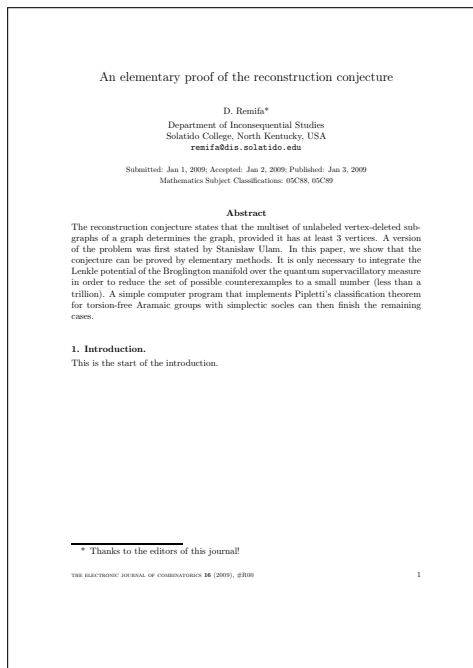 An elementary proof of the reconstruction conjecture
D. Remifa*
Department of Inconsequential Studies
Solatido College, North Kentucky, USA
remifa@dis.solatido.edu
Submitted: Jan 1, 2009; Accepted: Jan 2, 2009; Published: Jan 3, 2009
Mathematics Subject Classifications: 05C88, 05C89
Abstract
The reconstruction conjecture states that the multiset of unlabeled vertex-deleted sub-
graphs of a graph determines the graph, provided it has at least 3 vertices. A version
of the problem was first stated by Stanisław Ulam. In this paper, we show that the
conjecture can be proved by elementary methods. It is only necessary to integrate the
Lenkle potential of the Broglington manifold over the quantum supervacillatory measure
in order to reduce the set of possible counterexamples to a small number (less than a
trillion). A simple computer program that implements Pipletti's classification theorem
for torsion-free Aramaic groups with simplectic socles can then finish the remaining
cases.
1. Introduction.
This is the start of the introduction.
* Thanks to the editors of this journal!
THE ELECTRONIC JOURNAL OF COMBINATORICS 16 (2009), #R00 1